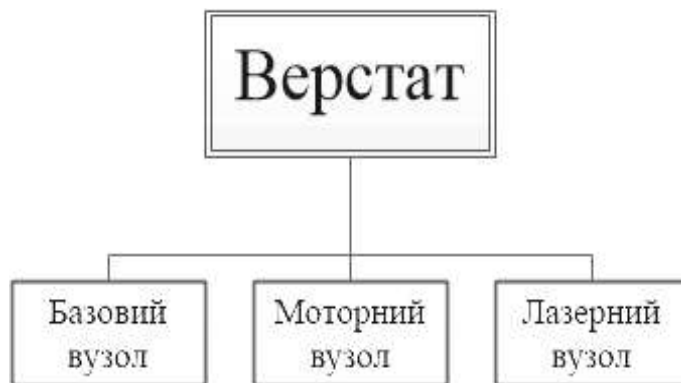 Верстат
Базовий
вузол
Моторний
вузол
Лазерний
вузол